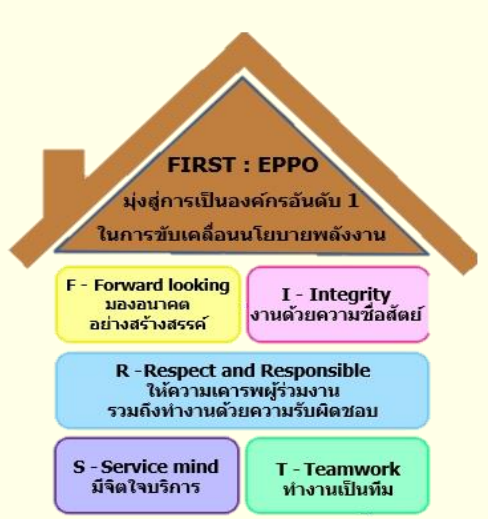 FIRST : EPPO
มุ่งสู่การเป็นองค์กรอันดับ 1
ในการขับเคลื่อนนโยบายพลังงาน
F - Forward looking
มองอนาคต
อย่างสร้างสรรค์
I - Integrity
งานด้วยความซื่อสัตย์
R -Respect and Responsible
ให้ความเคารพผู้ร่วมงาน
รวมถึงทำงานด้วยความรับผิดชอบ
S - Service mind
มีจิตใจบริการ
T - Teamwork
ทำงานเป็นทีม